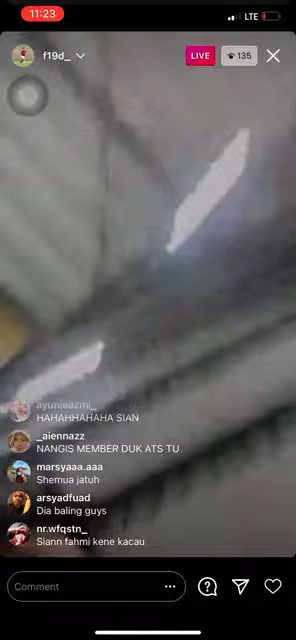 11:23
LTE
f19d_
LIVE
135
ayunieazmi_
HAHAHHAHAHA SIAN
_aiennazz
NANGIS MEMBER DUK ATS TU
marsyaaa.aaa
Shemua jatuh
arsyadfuad
Dia baling guys
nr.wfqstn_
Siann fahmi kene kacau
Comment